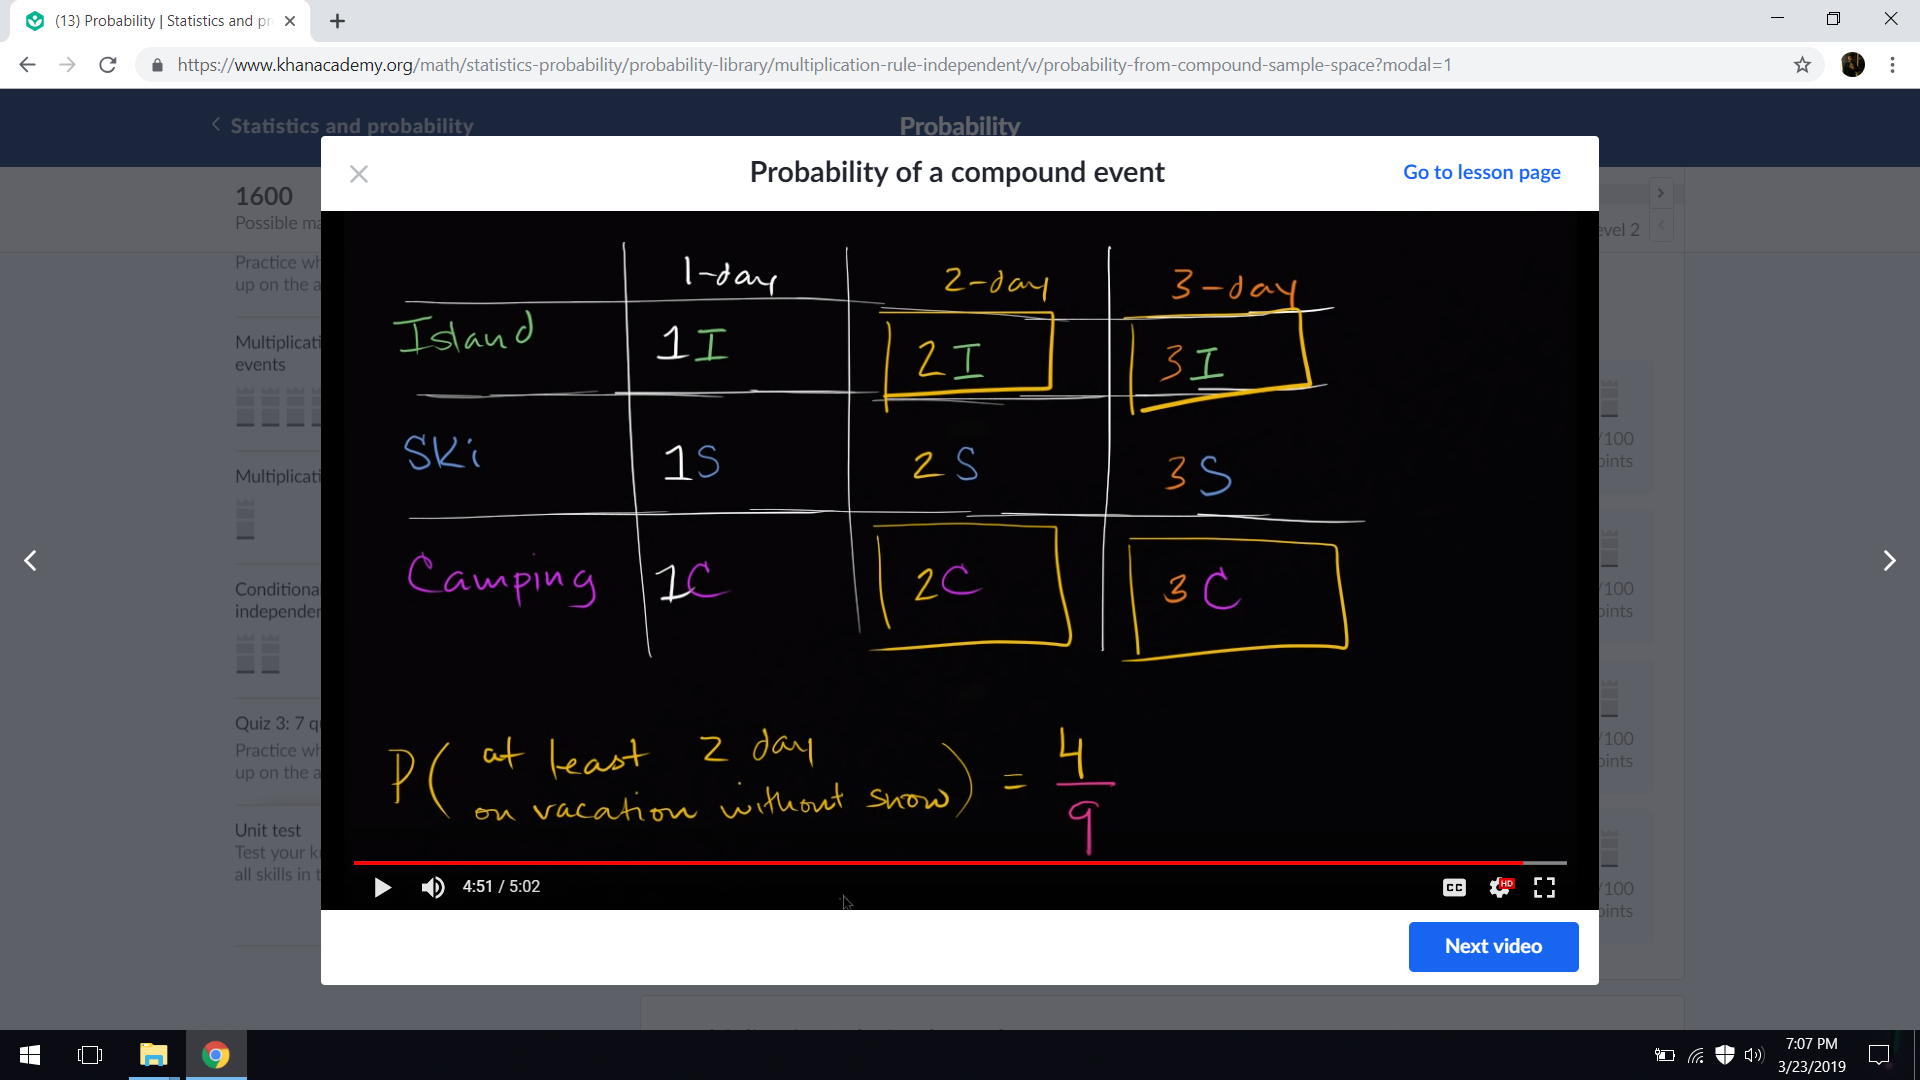 (13) Probability | Statistics and pr
https://www.khanacademy.org/math/statistics-probability/probability-library/multiplication-rule-independent/v/probability-from-compound-sample-space?modal=1
Statistics and probability
Probability
Probability of a compound event
Go to lesson page
1600
Possible ma
evel 2
Practice wh
up on the a
Multiplicati
events
/100
oints
Multiplicati
Conditiona
independer
/100
oints
Quiz 3: 7 qu
Practice wh
up on the a
/100
oints
Unit test
Test your k
all skills in t
/100
oints
1-day 2-day 3-day
Island 1I 2I 3I
Ski 1S 2S 3S
Camping 1C 2C 3C
P( at least 2 day
on vacation without snow) = 4
9
4:51 / 5:02
CC
HD
Next video
7:07 PM
3/23/2019